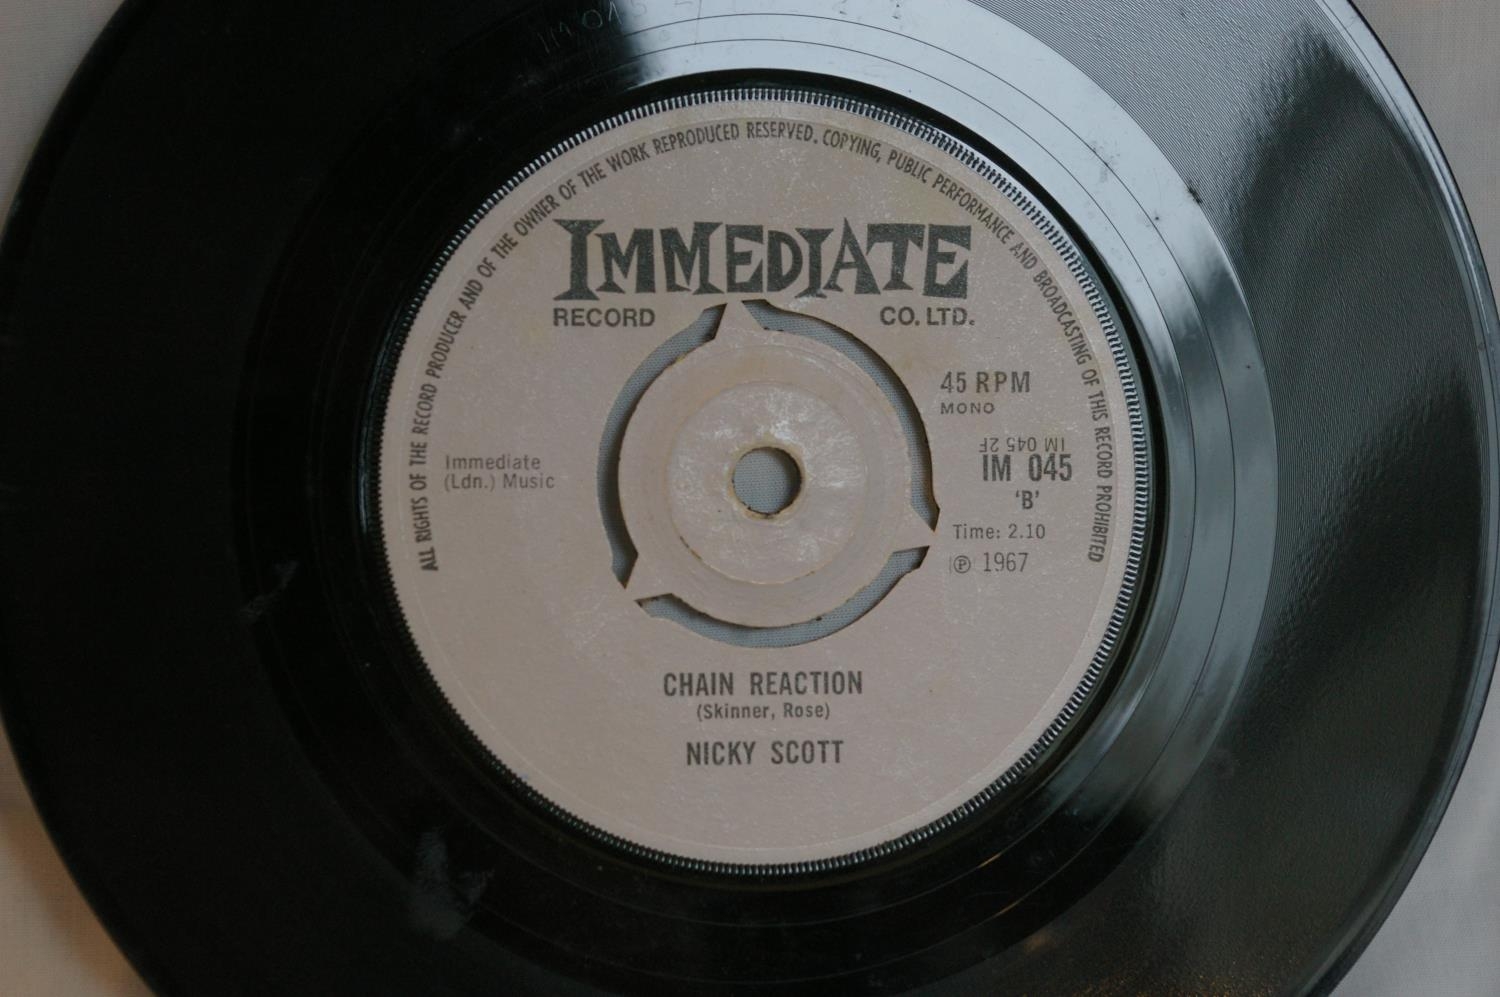 ALL RIGHTS OF THE RECORD PRODUCER AND OF THE OWNER OF THE WORK REPRODUCED RESERVED. COPYING, PUBLIC PERFORMANCE AND BROADCASTING OF THIS RECORD PROHIBITED
IMMEDIATE
RECORD CO. LTD.
45 RPM
MONO
IM 045 2F
IM 045
'B'
Immediate
(Ldn.) Music
Time: 2.10
℗ 1967
CHAIN REACTION
(Skinner, Rose)
NICKY SCOTT